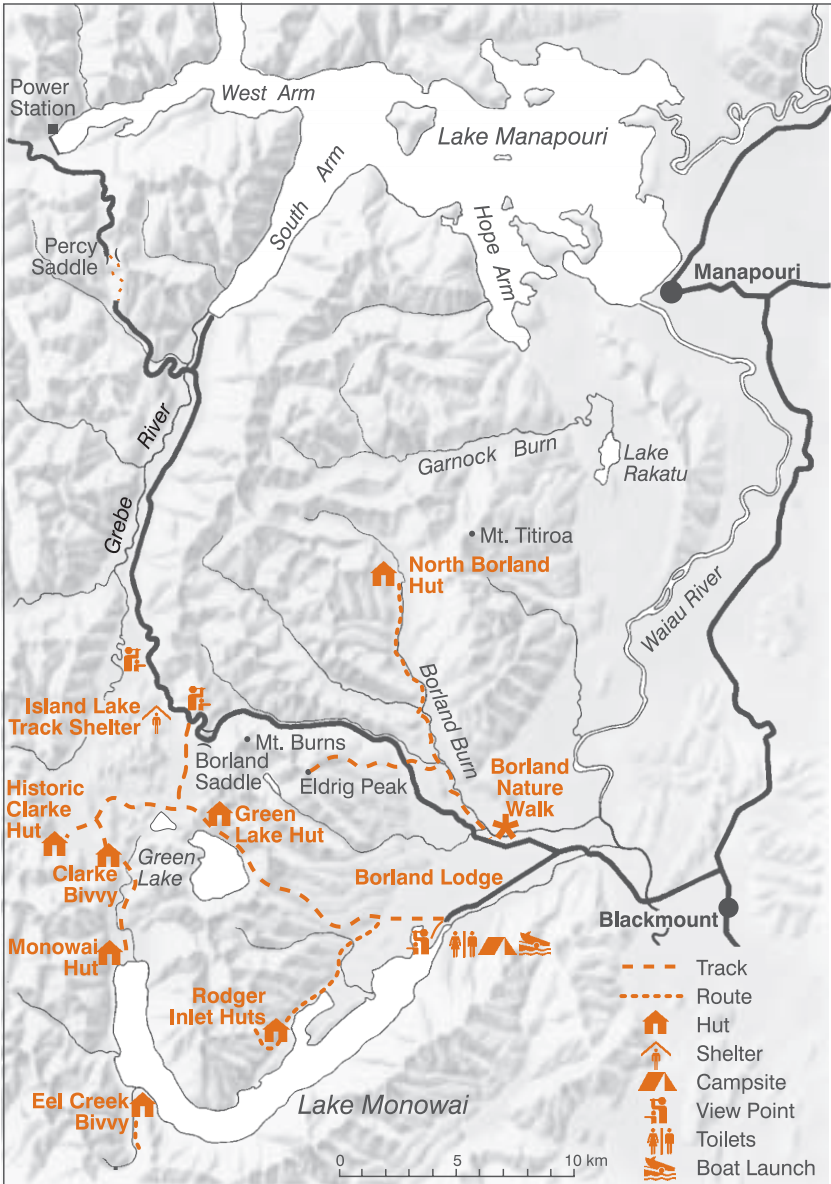 Power
Station
West Arm
Lake Manapouri
South Arm
Hope Arm
Percy
Saddle
Manapouri
Grebe River
Garnock Burn
Lake
Rakatu
Mt. Titiroa
North Borland
Hut
Waiau River
Borland Burn
Island Lake
Track Shelter
Mt. Burns
Borland
Saddle
Eldrig Peak
Borland
Nature
Walk
Historic
Clarke
Hut
Green
Lake Hut
Clarke
Bivvy
Green
Lake
Borland Lodge
Blackmount
Monowai
Hut
Rodger
Inlet Huts
Eel Creek
Bivvy
Lake Monowai
Track
Route
Hut
Shelter
Campsite
View Point
Toilets
Boat Launch
0 5 10 km